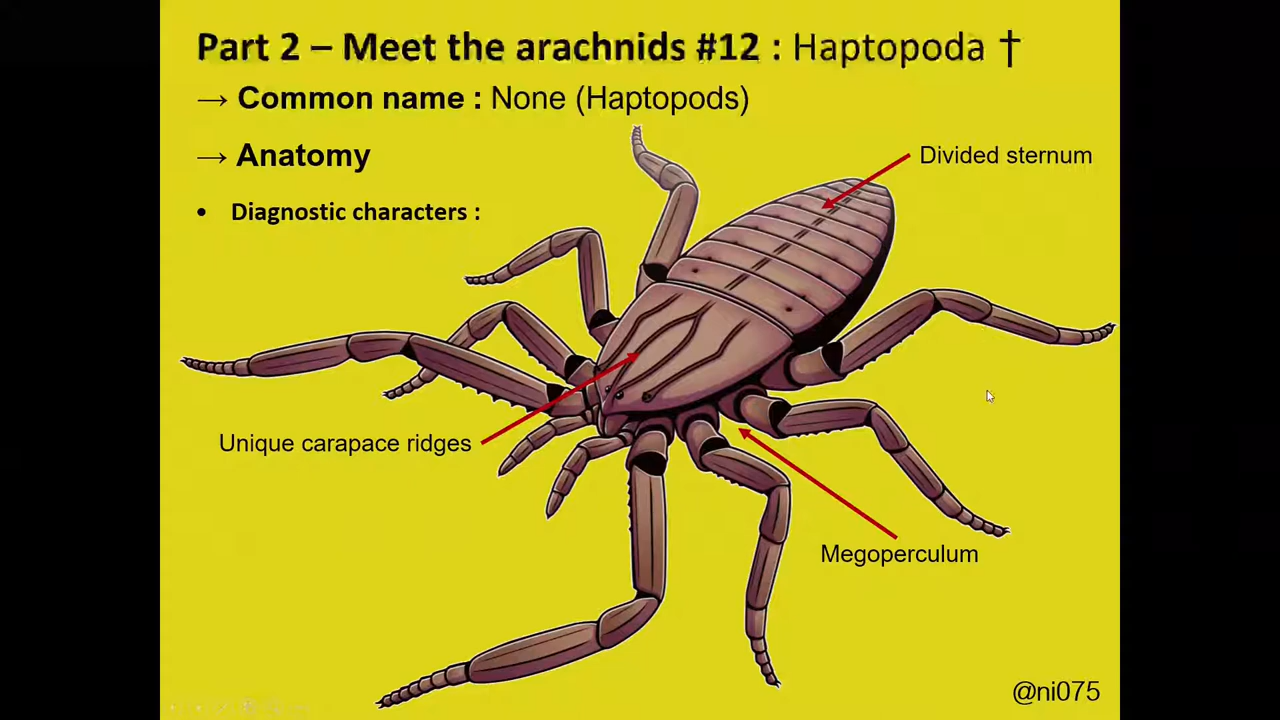 Part 2 – Meet the arachnids #12 : Haptopoda †
→ Common name : None (Haptopods)
→ Anatomy
Divided sternum
• Diagnostic characters :
Unique carapace ridges
Megoperculum
@ni075